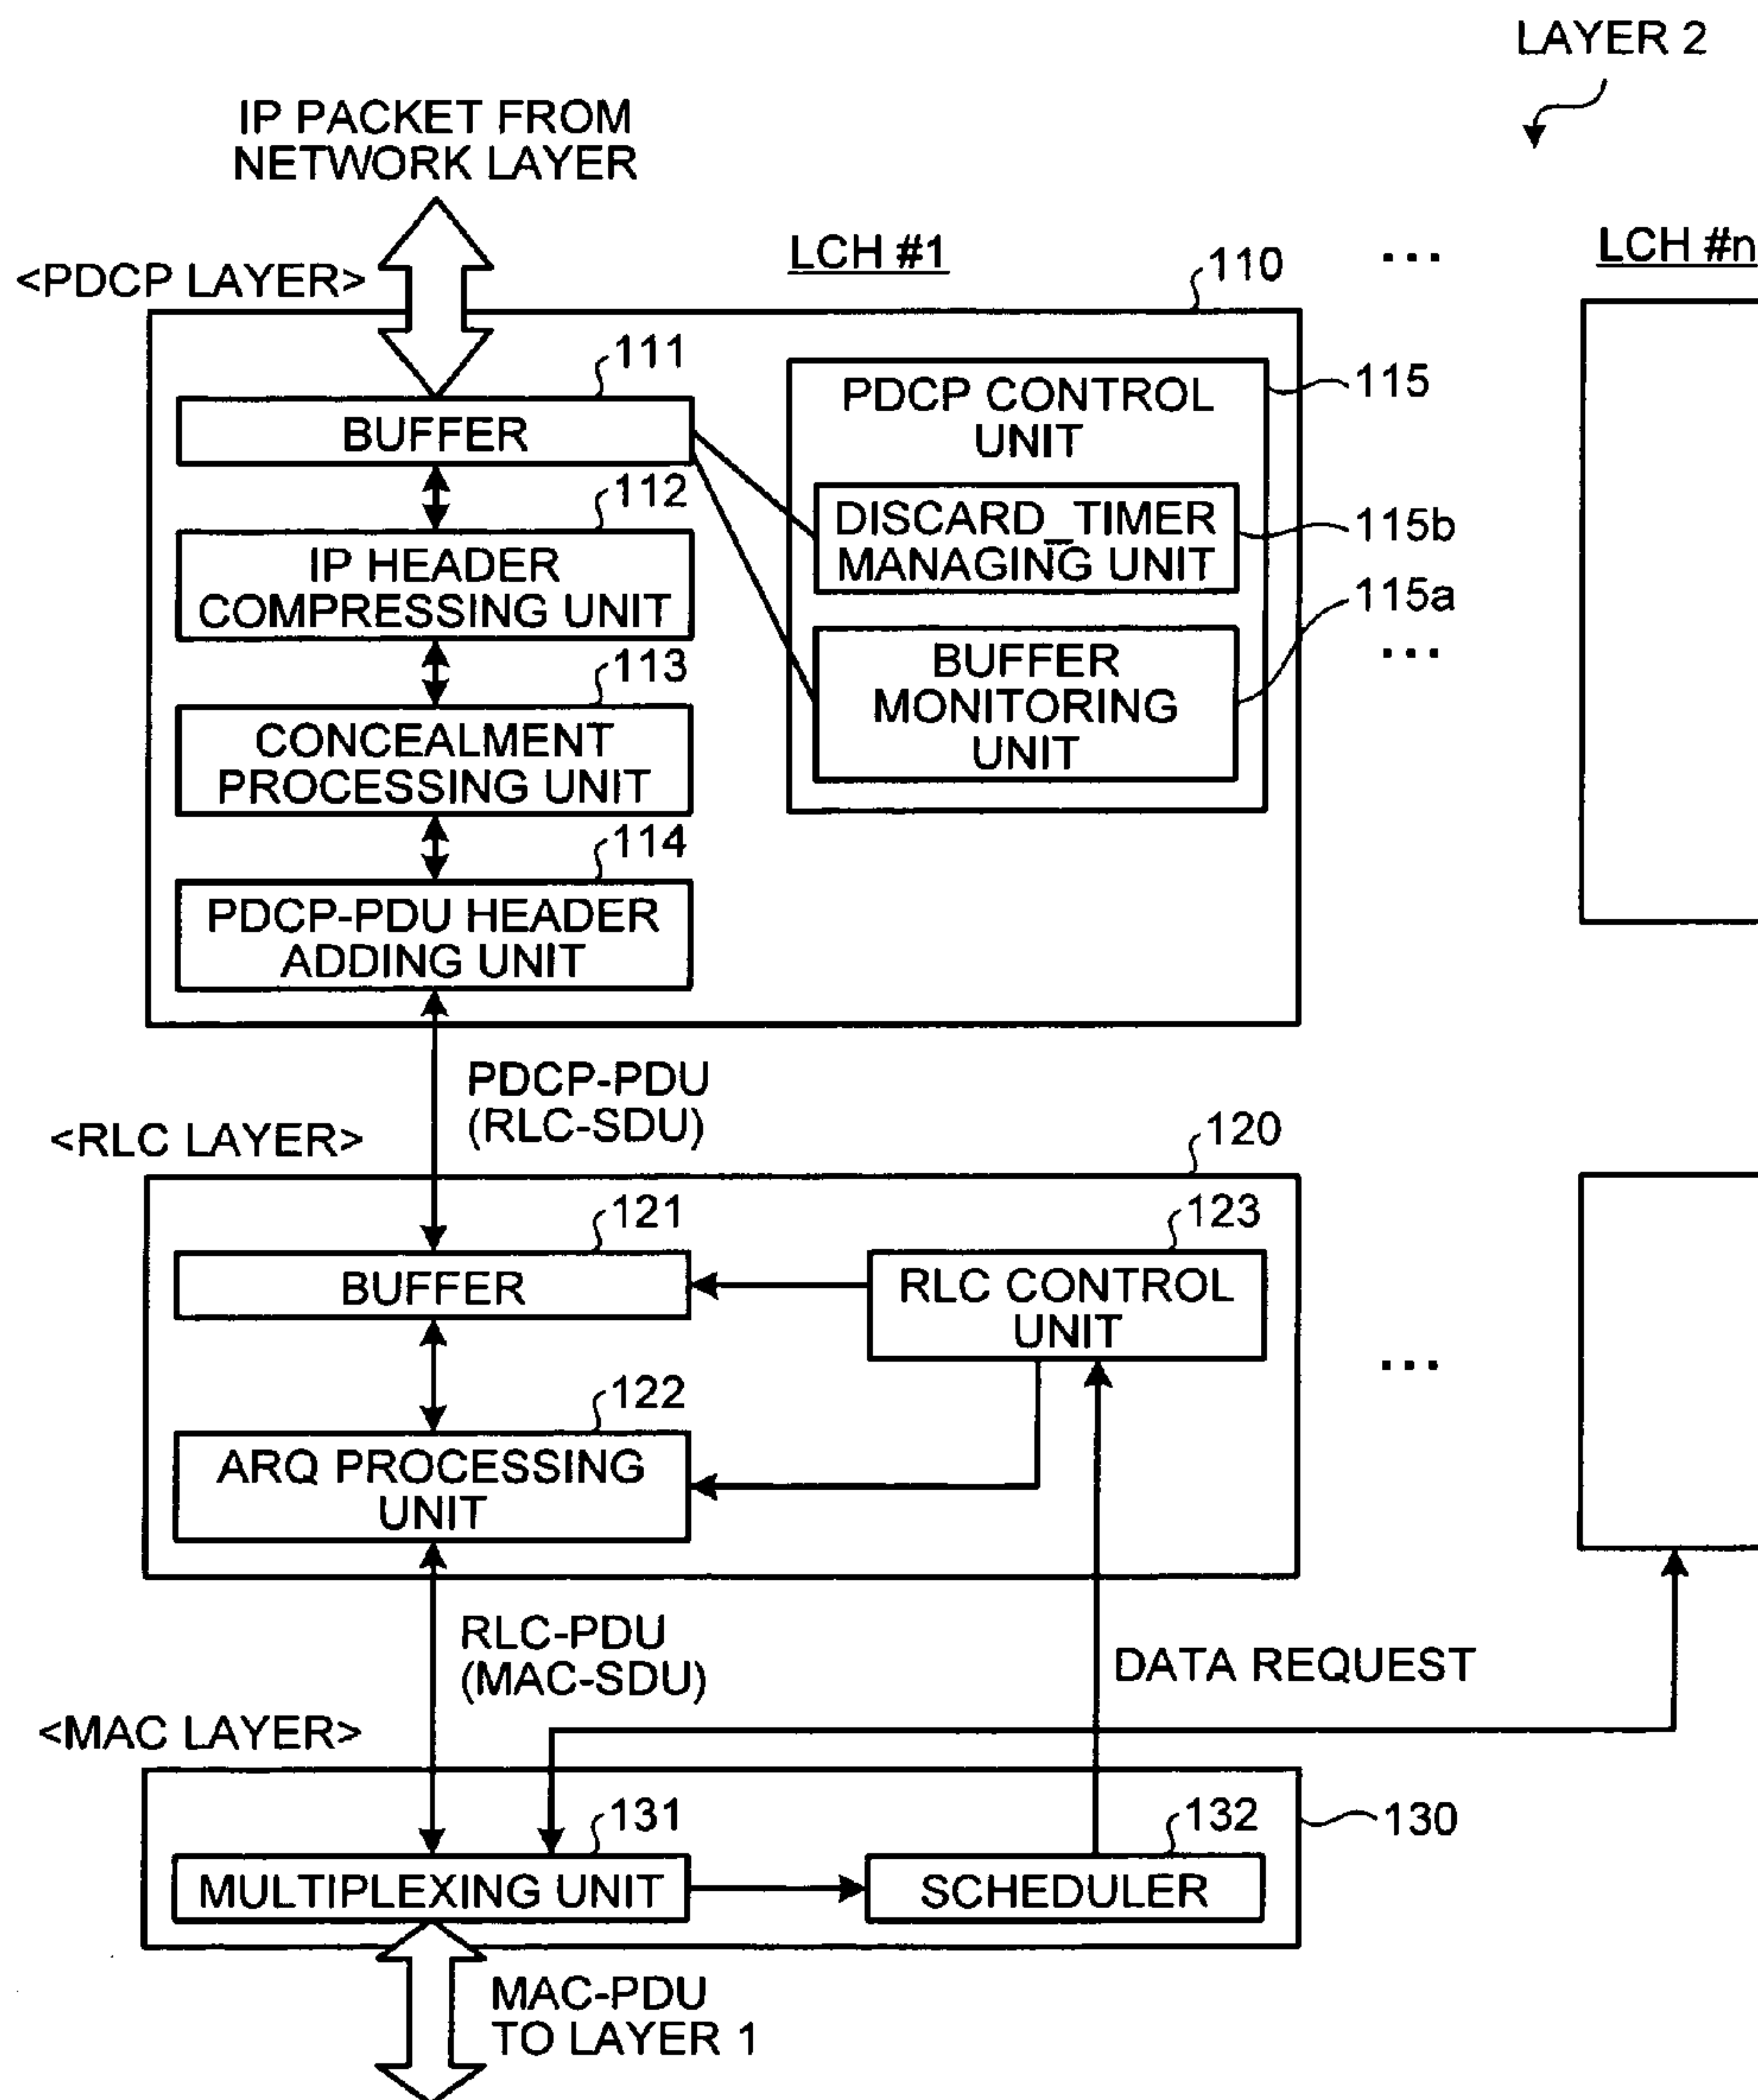 LAYER 2
IP PACKET FROM
NETWORK LAYER
<PDCP LAYER>
LCH #1
...
LCH #n
110
111
BUFFER
PDCP CONTROL
UNIT
115
112
IP HEADER
COMPRESSING UNIT
DISCARD_TIMER
MANAGING UNIT
115b
115a
...
113
BUFFER
MONITORING
UNIT
CONCEALMENT
PROCESSING UNIT
114
PDCP-PDU HEADER
ADDING UNIT
PDCP-PDU
(RLC-SDU)
<RLC LAYER>
120
121
BUFFER
123
RLC CONTROL
UNIT
...
122
ARQ PROCESSING
UNIT
RLC-PDU
(MAC-SDU)
DATA REQUEST
<MAC LAYER>
130
131
MULTIPLEXING UNIT
132
SCHEDULER
MAC-PDU
TO LAYER 1